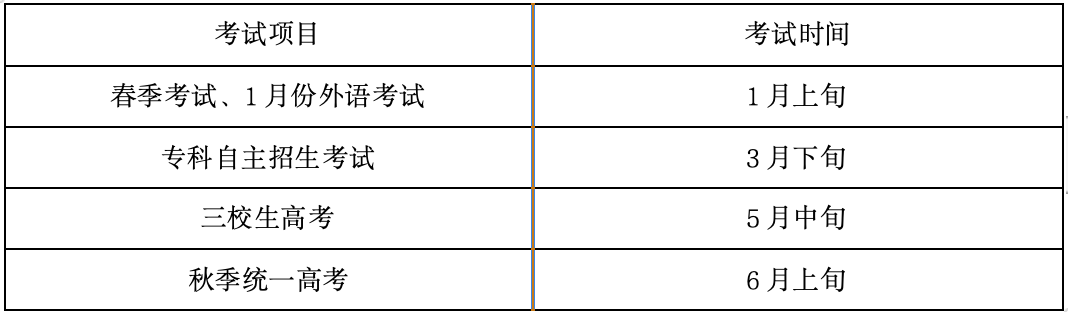 考试项目 考试时间
春季考试、1月份外语考试 1月上旬
专科自主招生考试 3月下旬
三校生高考 5月中旬
秋季统一高考 6月上旬